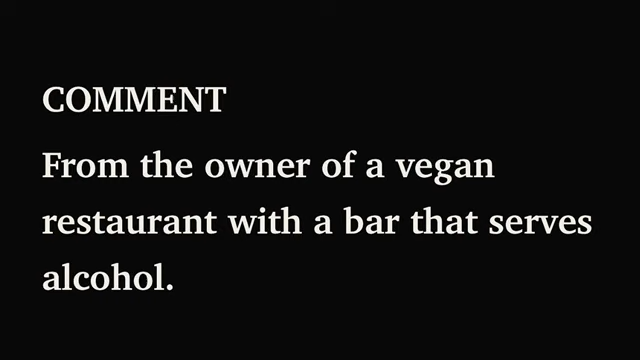 COMMENT
From the owner of a vegan
restaurant with a bar that serves
alcohol.